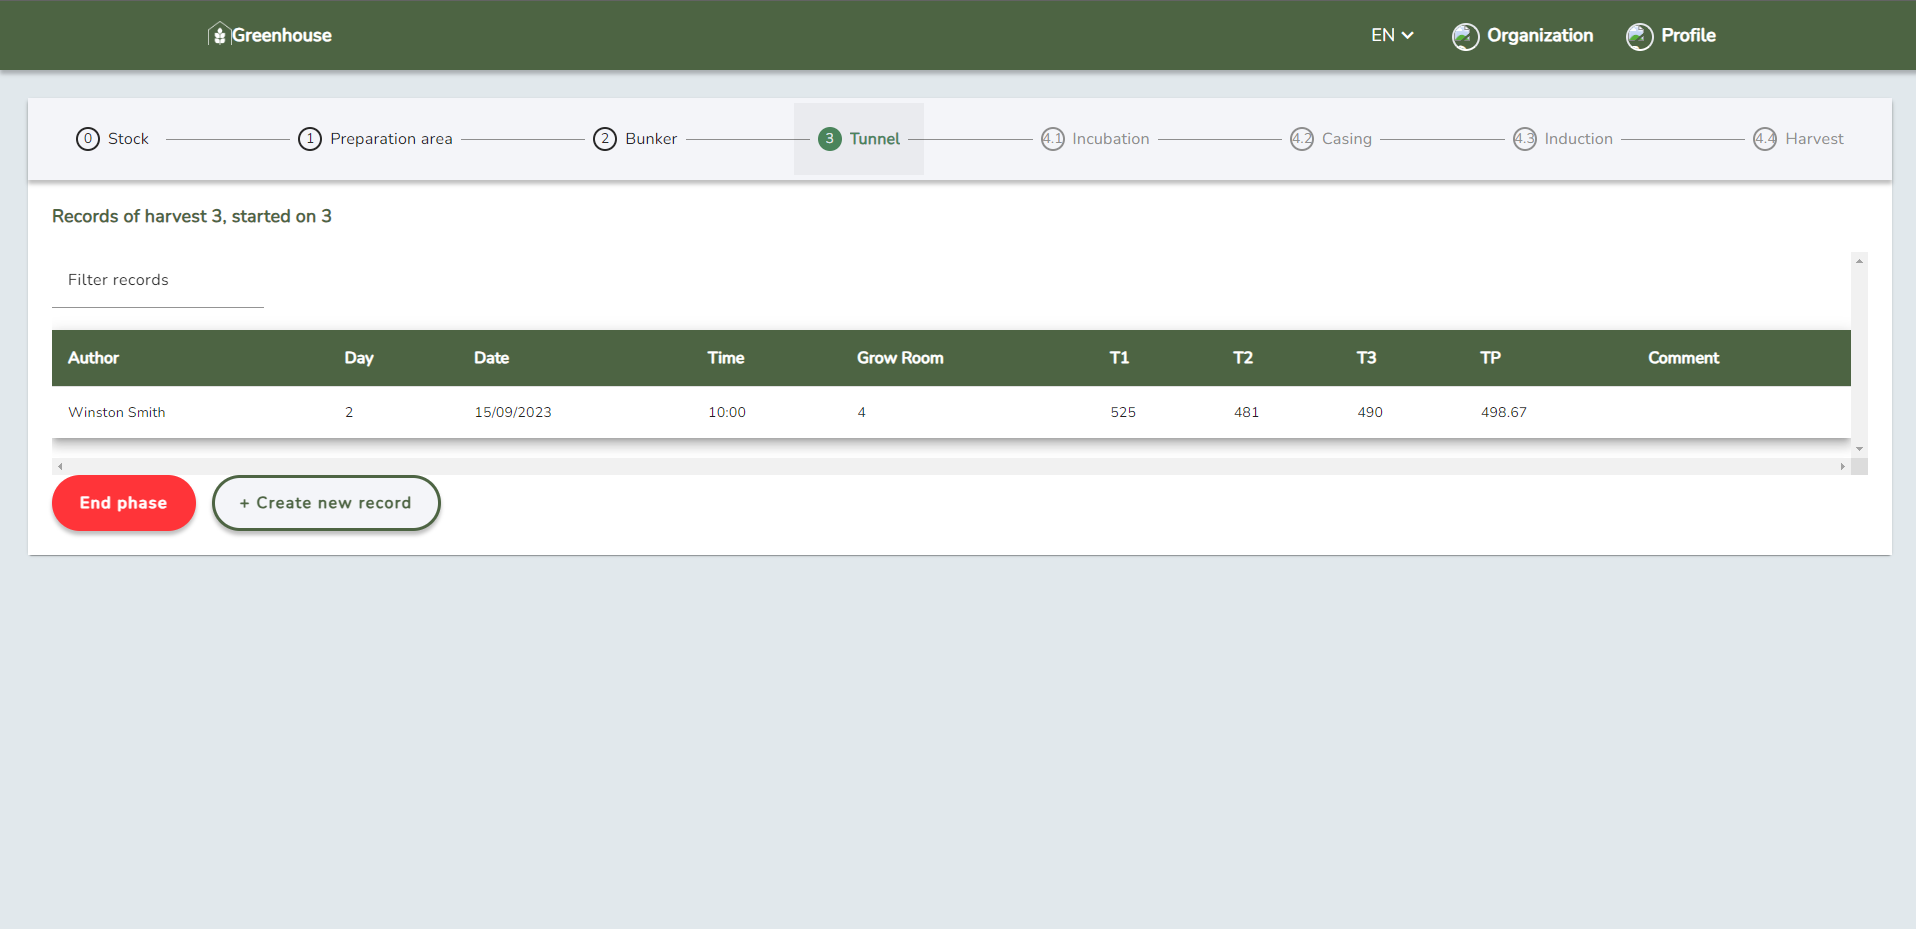 Greenhouse EN Organization Profile
0 Stock 1 Preparation area 2 Bunker 3 Tunnel 4.1 Incubation 4.2 Casing 4.3 Induction 4.4 Harvest
Records of harvest 3, started on 3
Filter records
Author Day Date Time Grow Room T1 T2 T3 TP Comment
Winston Smith 2 15/09/2023 10:00 4 525 481 490 498.67
End phase + Create new record